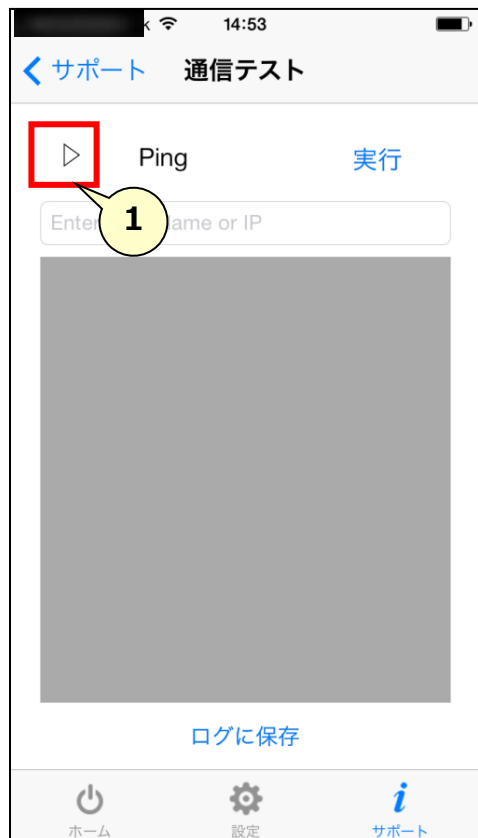 14:53
サポート 通信テスト
Ping 実行
1
Enter ame or IP
ログに保存
ホーム 設定 サポート